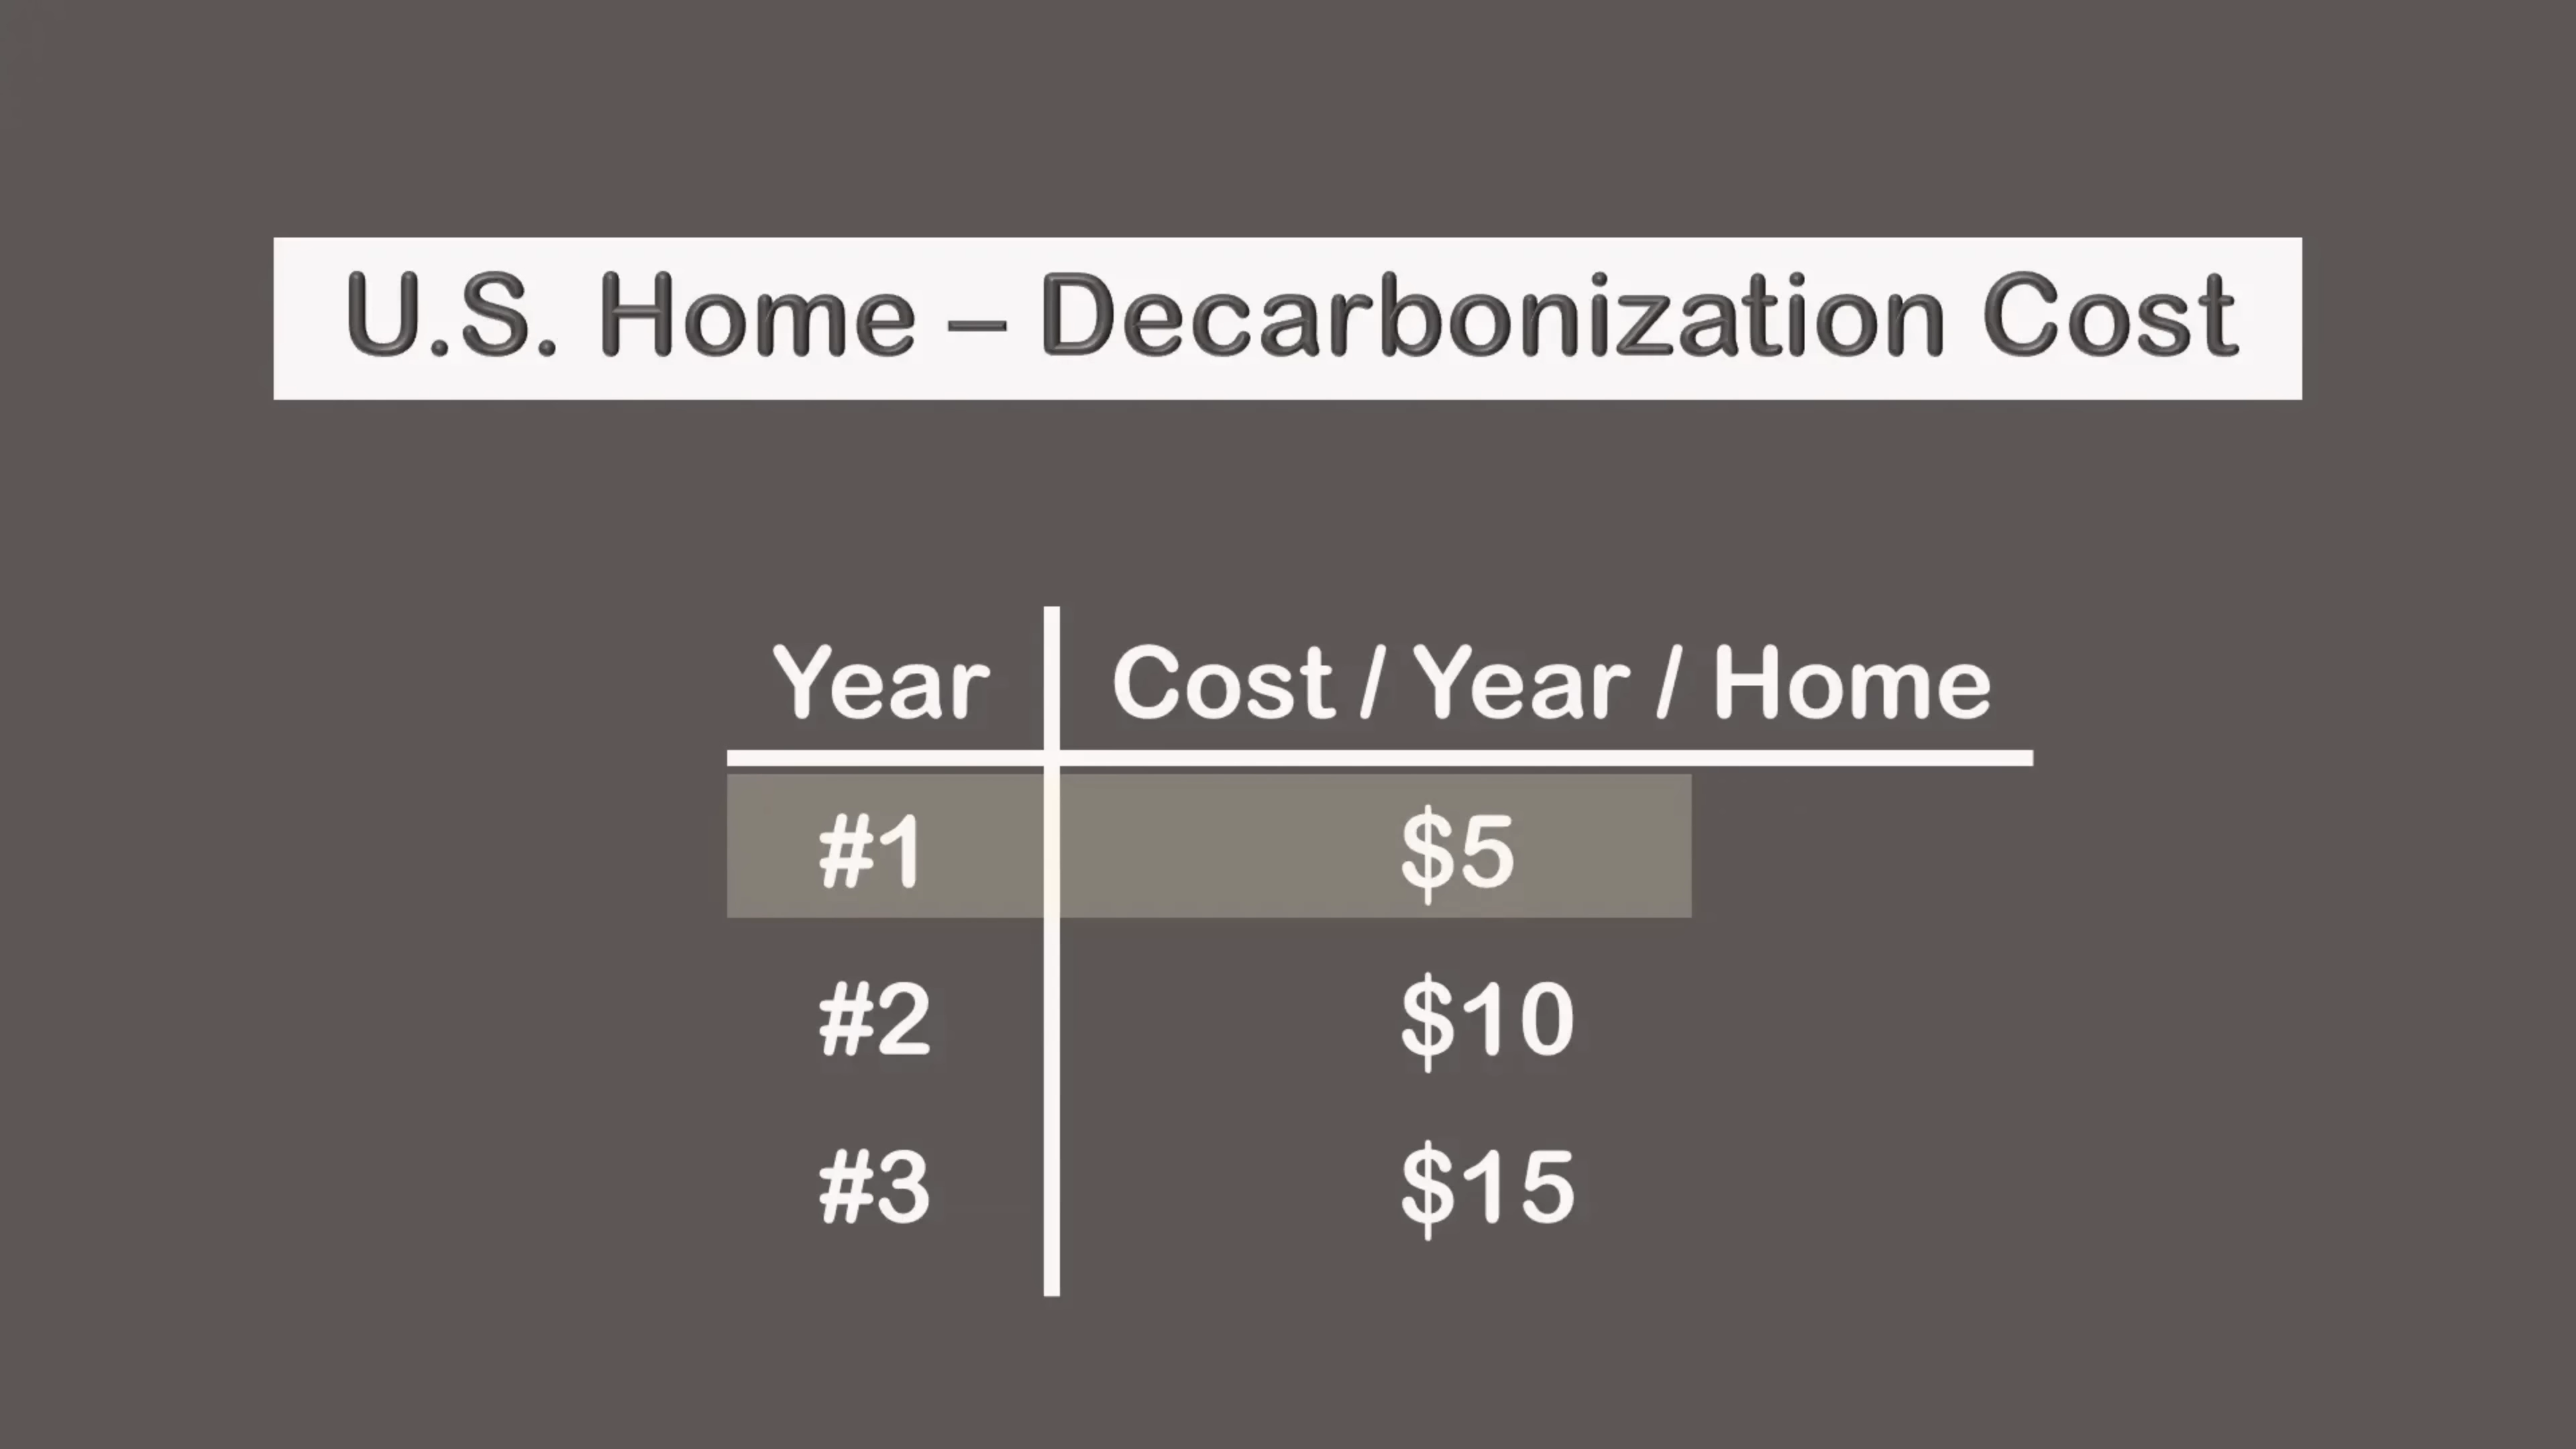 U.S. Home – Decarbonization Cost
Year Cost / Year / Home
#1 $5
#2 $10
#3 $15